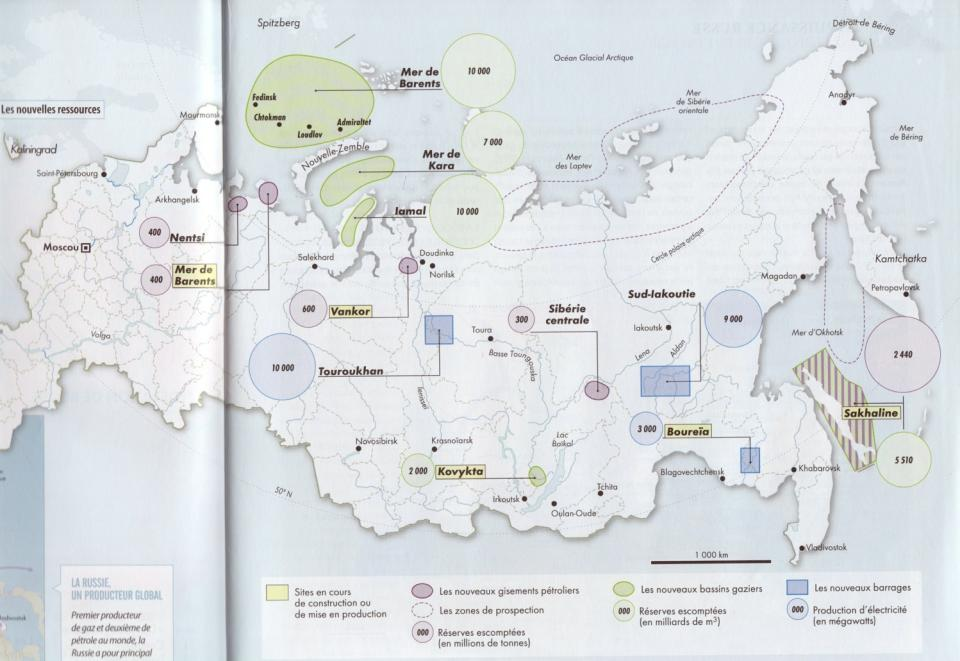 Spitzberg
Détroit de Béring
Océan Glacial Arctique
Mer de
Barents
10 000
Les nouvelles ressources
Fedinsk
Chtokman
Loudlov
Admiraltet
Mourmansk
Mer
de Sibérie
orientale
Anadyr
Mer
de Béring
Kaliningrad
Nouvelle-Zemble
Mer de
Kara
7 000
Mer
des Laptev
Saint-Pétersbourg
Arkhangelsk
Iamal
10 000
400
Nentsi
Moscou
Cercle polaire arctique
400
Mer de
Barents
Salekhard
Doudinka
Norilsk
Kamtchatka
Magadan
Petropavlovsk
600
Vankor
300
Sibérie
centrale
Sud-Iakoutie
9 000
Volga
Toura
Iakoutsk
Mer d'Okhotsk
Basse Toungouska
Lena
Aldan
2 440
10 000
Touroukhan
Ienissei
Sakhaline
3 000
Boureïa
Novosibirsk
Krasnoïarsk
Lac
Baïkal
5 510
2 000
Kovykta
Blagovechtchensk
Khabarovsk
50° N
Irkoutsk
Tchita
Oulan-Oude
Vladivostok
1 000 km
LA RUSSIE,
UN PRODUCTEUR GLOBAL
Premier producteur
de gaz et deuxième de
pétrole au monde, la
Russie a pour principal
Sites en cours
de construction ou
de mise en production
Les nouveaux gisements pétroliers
Les zones de prospection
000
Réserves escomptées
(en millions de tonnes)
Les nouveaux bassins gaziers
000
Réserves escomptées
(en milliards de m³)
Les nouveaux barrages
000
Production d'électricité
(en mégawatts)